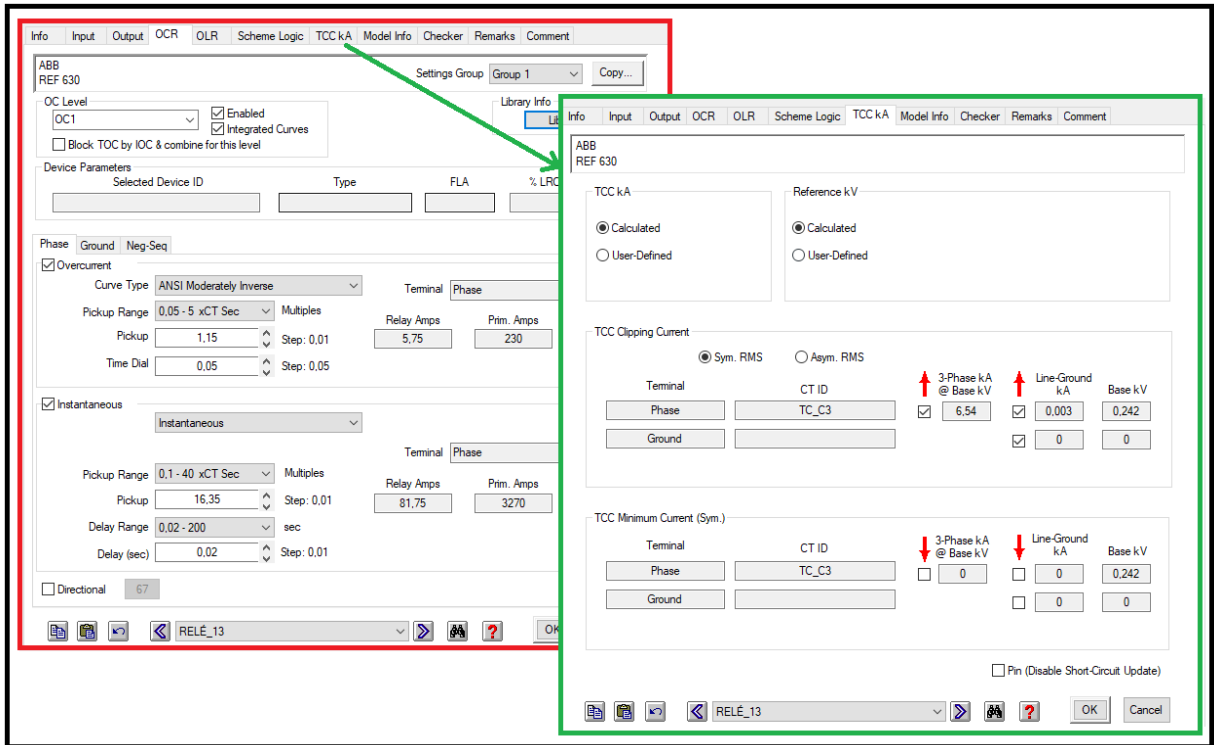 Info Input Output OCR OLR Scheme Logic TCC kA Model Info Checker Remarks Comment
ABB
REF 630
Settings Group Group 1 Copy...
OC Level
OC1
Enabled
Integrated Curves
Block TOC by IOC & combine for this level
Library Info
Device Parameters
Selected Device ID Type FLA % LRC
Phase Ground Neg-Seq
Overcurrent
Curve Type ANSI Moderately Inverse
Terminal Phase
Pickup Range 0,05 - 5 xCT Sec Multiples
Relay Amps Prim. Amps
Pickup 1,15 Step: 0,01 5,75 230
Time Dial 0,05 Step: 0,05
Instantaneous
Instantaneous
Terminal Phase
Pickup Range 0,1 - 40 xCT Sec Multiples
Relay Amps Prim. Amps
Pickup 16,35 Step: 0,01 81,75 3270
Delay Range 0,02 - 200 sec
Delay (sec) 0,02 Step: 0,01
Directional 67
RELÉ_13 OK
Info Input Output OCR OLR Scheme Logic TCC kA Model Info Checker Remarks Comment
ABB
REF 630
TCC kA
Calculated
User-Defined
Reference kV
Calculated
User-Defined
TCC Clipping Current
Sym. RMS Asym. RMS
Terminal CT ID 3-Phase kA @ Base kV Line-Ground kA Base kV
Phase TC_C3 6,54 0,003 0,242
Ground 0 0
TCC Minimum Current (Sym.)
Terminal CT ID 3-Phase kA @ Base kV Line-Ground kA Base kV
Phase TC_C3 0 0 0,242
Ground 0 0
Pin (Disable Short-Circuit Update)
RELÉ_13 OK Cancel